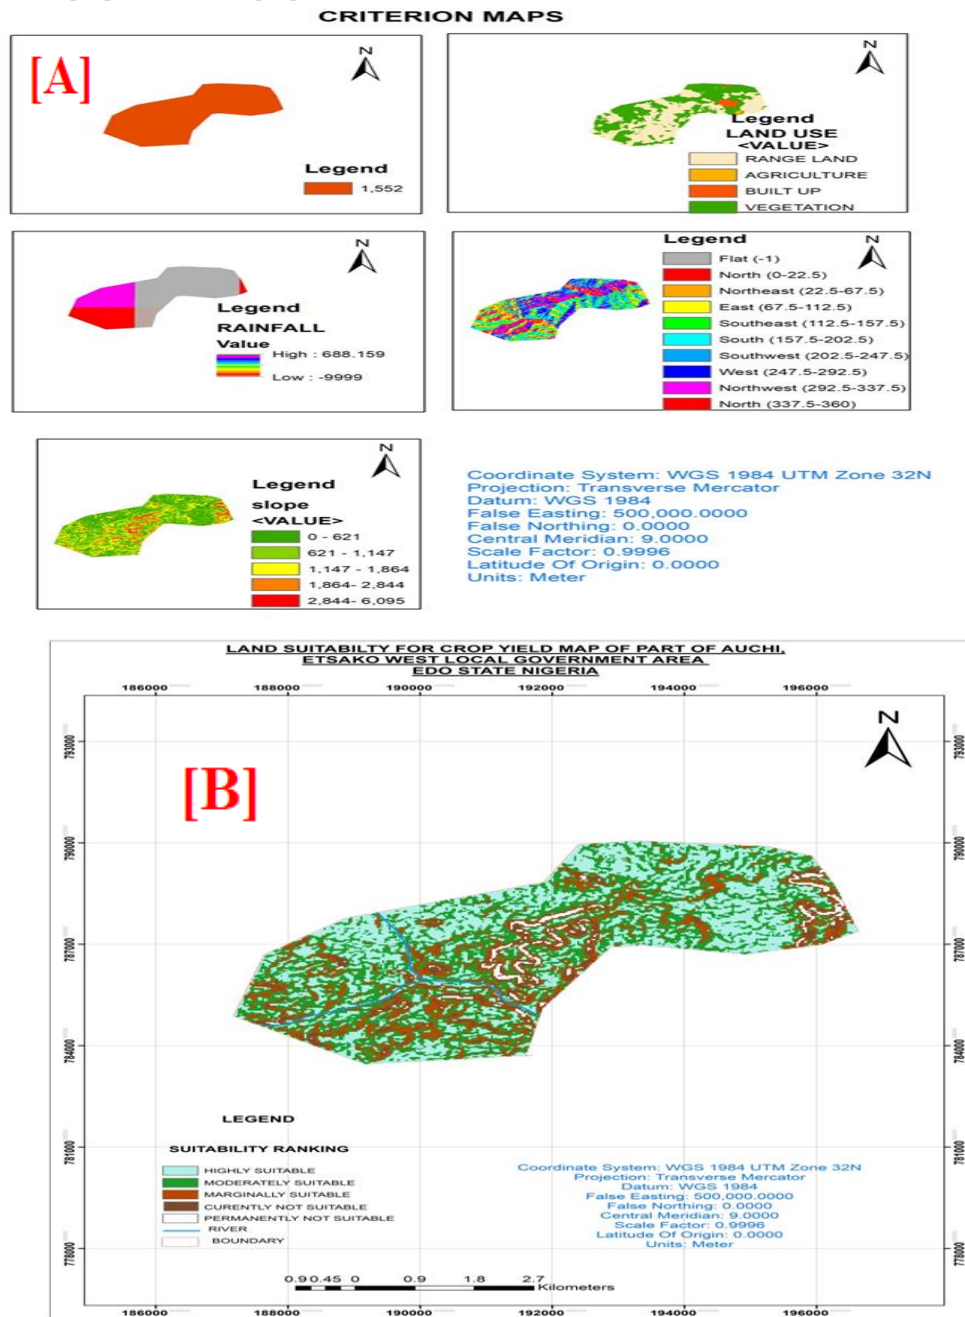 CRITERION MAPS
[A]
N
Legend
1,552
N
Legend
LAND USE
<VALUE>
RANGE LAND
AGRICULTURE
BUILT UP
VEGETATION
N
Legend
RAINFALL
Value
High : 688.159
Low : -9999
N
Legend
Flat (-1)
North (0-22.5)
Northeast (22.5-67.5)
East (67.5-112.5)
Southeast (112.5-157.5)
South (157.5-202.5)
Southwest (202.5-247.5)
West (247.5-292.5)
Northwest (292.5-337.5)
North (337.5-360)
N
Legend
slope
<VALUE>
0 - 621
621 - 1,147
1,147 - 1,864
1,864- 2,844
2,844- 6,095
Coordinate System: WGS 1984 UTM Zone 32N
Projection: Transverse Mercator
Datum: WGS 1984
False Easting: 500,000.0000
False Northing: 0.0000
Central Meridian: 9.0000
Scale Factor: 0.9996
Latitude Of Origin: 0.0000
Units: Meter
LAND SUITABILTY FOR CROP YIELD MAP OF PART OF AUCHI,
ETSAKO WEST LOCAL GOVERNMENT AREA
EDO STATE NIGERIA
186000 188000 190000 192000 194000 196000
N
[B]
793000 793000
790000 790000
787000 787000
784000 784000
781000 781000
778000 778000
LEGEND
SUITABILITY RANKING
HIGHLY SUITABLE
MODERATELY SUITABLE
MARGINALLY SUITABLE
CURENTLY NOT SUITABLE
PERMANENTLY NOT SUITABLE
RIVER
BOUNDARY
Coordinate System: WGS 1984 UTM Zone 32N
Projection: Transverse Mercator
Datum: WGS 1984
False Easting: 500,000.0000
False Northing: 0.0000
Central Meridian: 9.0000
Scale Factor: 0.9996
Latitude Of Origin: 0.0000
Units: Meter
0.9 0.45 0 0.9 1.8 2.7
Kilometers
186000 188000 190000 192000 194000 196000